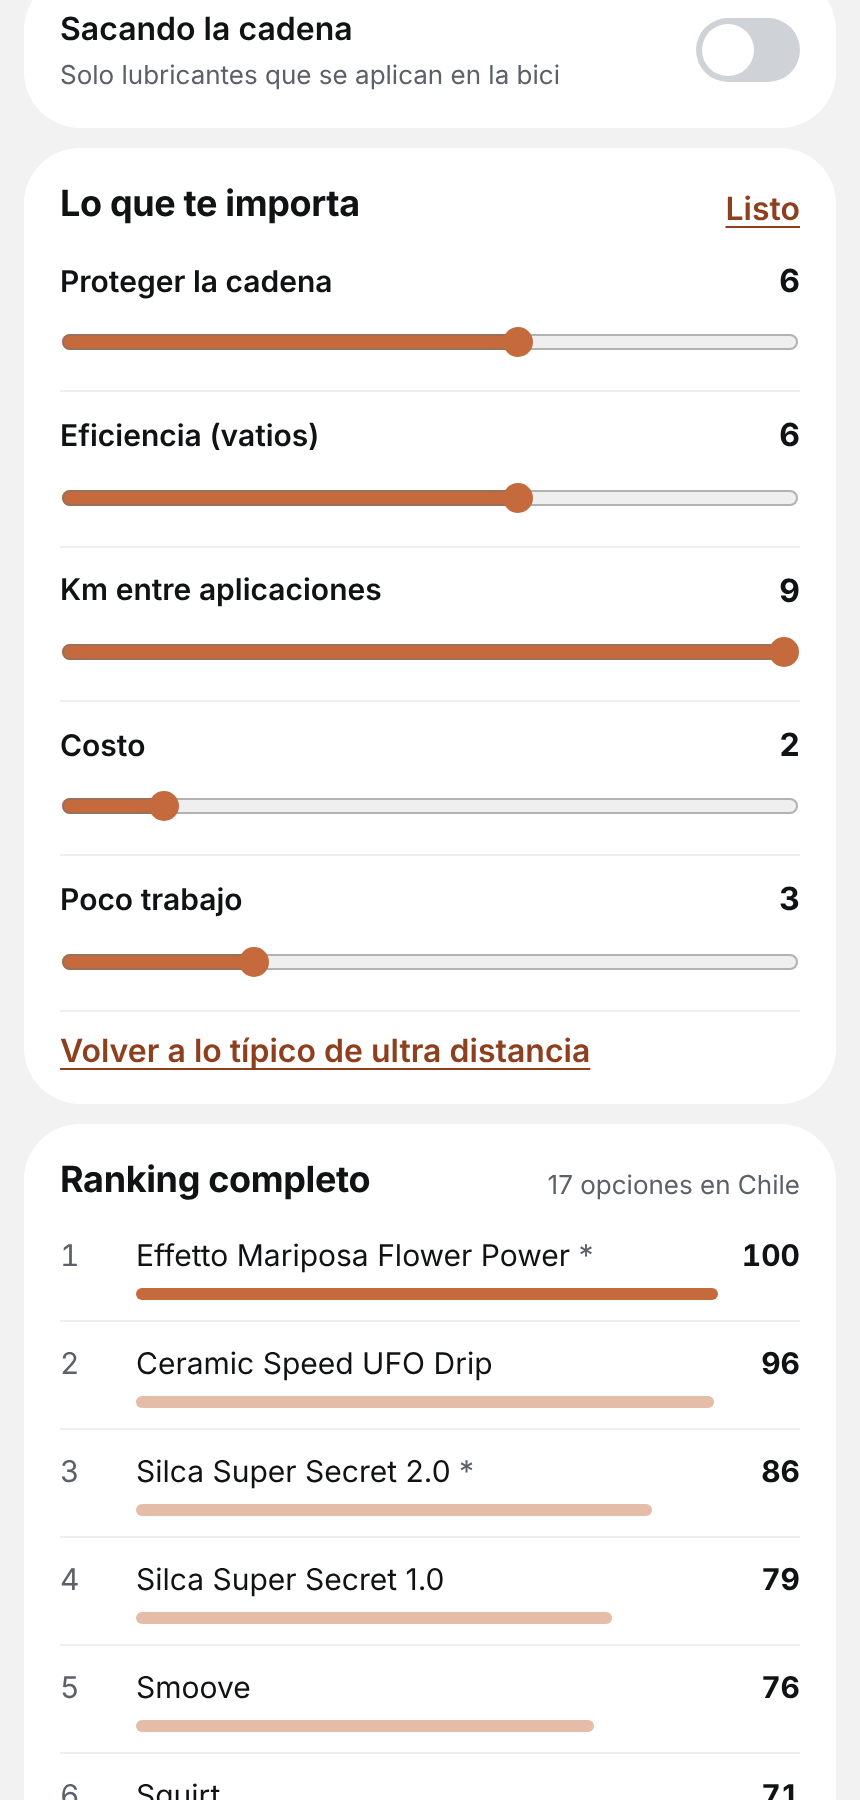 Sacando la cadena
Solo lubricantes que se aplican en la bici
Lo que te importa
Listo
Proteger la cadena
6
Eficiencia (vatios)
6
Km entre aplicaciones
9
Costo
2
Poco trabajo
3
Volver a lo típico de ultra distancia
Ranking completo
17 opciones en Chile
1 Effetto Mariposa Flower Power * 100
2 Ceramic Speed UFO Drip 96
3 Silca Super Secret 2.0 * 86
4 Silca Super Secret 1.0 79
5 Smoove 76
6 Squirt 71